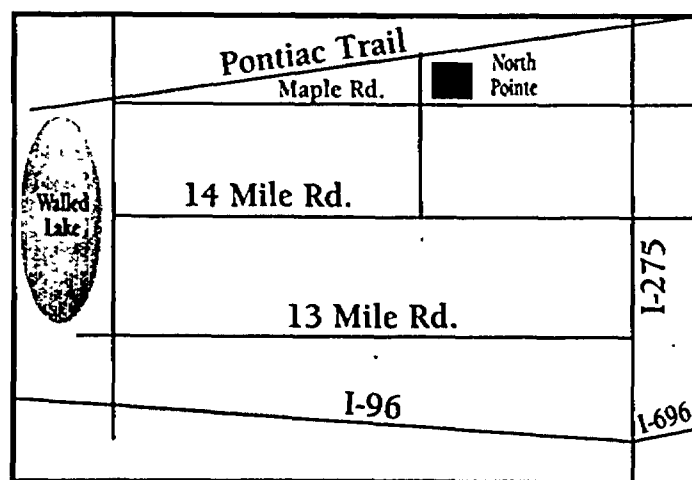 Pontiac Trail
North
Pointe
Maple Rd.
Walled
Lake
14 Mile Rd.
I-275
13 Mile Rd.
I-96
I-696